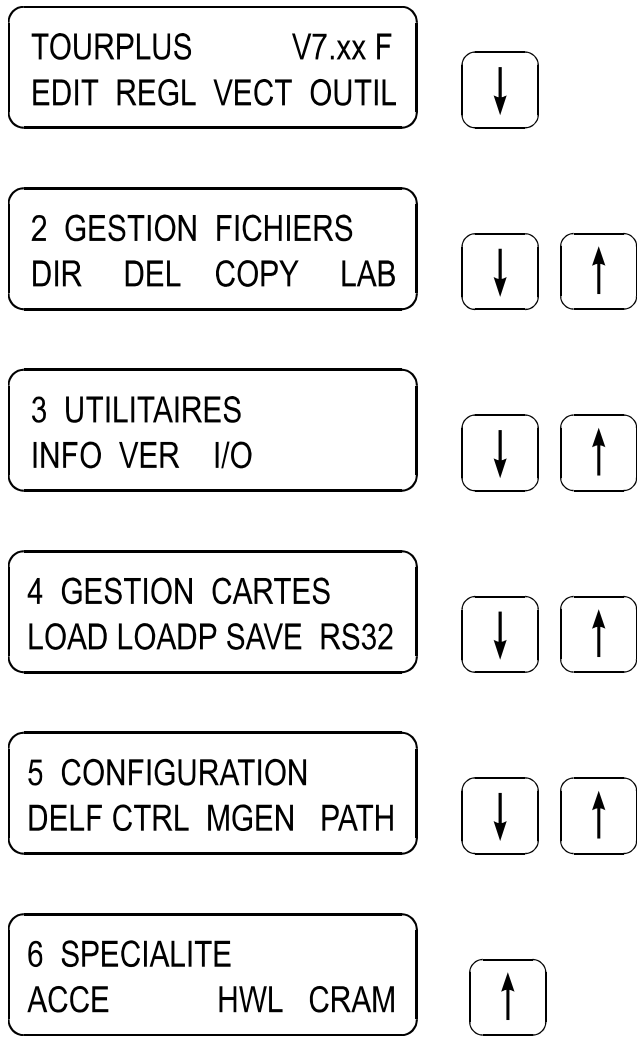 TOURPLUS V7.xx F
EDIT REGL VECT OUTIL
2 GESTION FICHIERS
DIR DEL COPY LAB
3 UTILITAIRES
INFO VER I/O
4 GESTION CARTES
LOAD LOADP SAVE RS32
5 CONFIGURATION
DELF CTRL MGEN PATH
6 SPECIALITE
ACCE HWL CRAM